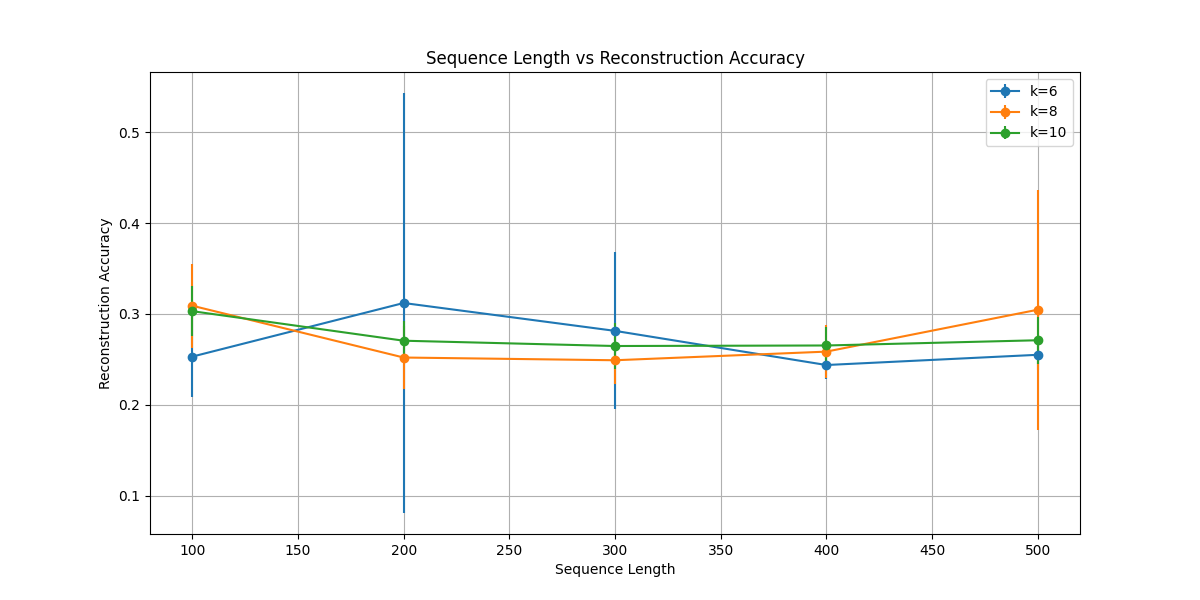 Sequence Length vs Reconstruction Accuracy
k=6
k=8
k=10
Reconstruction Accuracy
0.5
0.4
0.3
0.2
0.1
100 150 200 250 300 350 400 450 500
Sequence Length